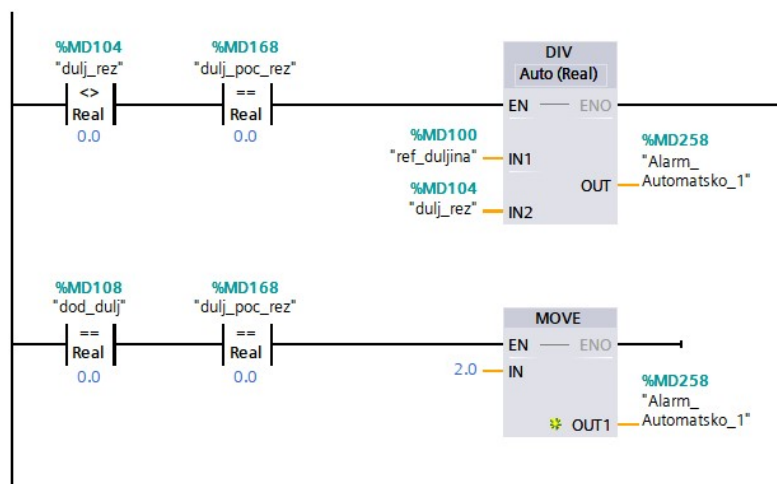 %MD104
"dulj_rez"
<>
Real
0.0
%MD168
"dulj_poc_rez"
==
Real
0.0
DIV
Auto (Real)
EN
ENO
%MD100
"ref_duljina"
IN1
%MD104
"dulj_rez"
IN2
OUT
%MD258
"Alarm_
Automatsko_1"
%MD108
"dod_dulj"
==
Real
0.0
%MD168
"dulj_poc_rez"
==
Real
0.0
MOVE
EN
ENO
2.0
IN
OUT1
%MD258
"Alarm_
Automatsko_1"